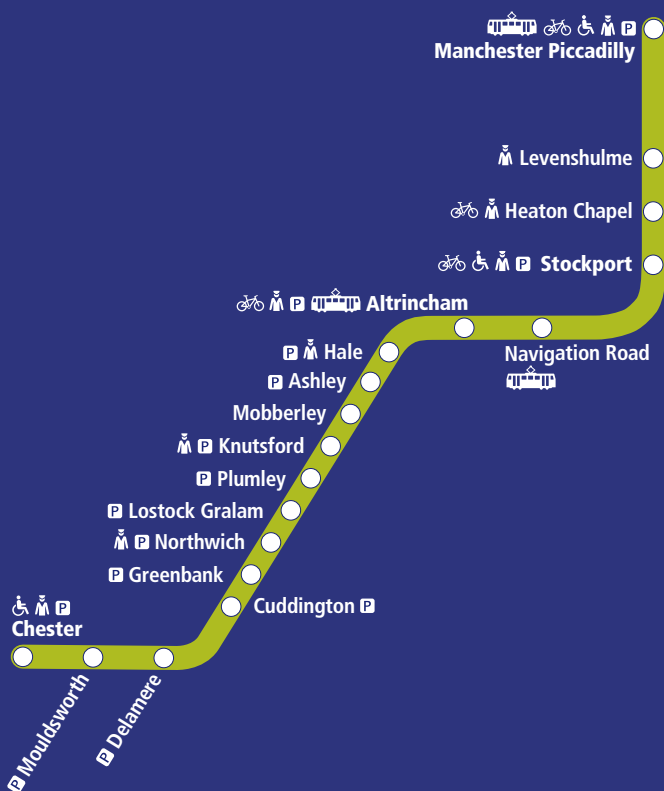 P
Manchester Piccadilly
Levenshulme
Heaton Chapel
P Stockport
P Altrincham
P Hale
Navigation Road
P Ashley
Mobberley
P Knutsford
P Plumley
P Lostock Gralam
P Northwich
P Greenbank
Cuddington P
P
Chester
P Mouldsworth
P Delamere